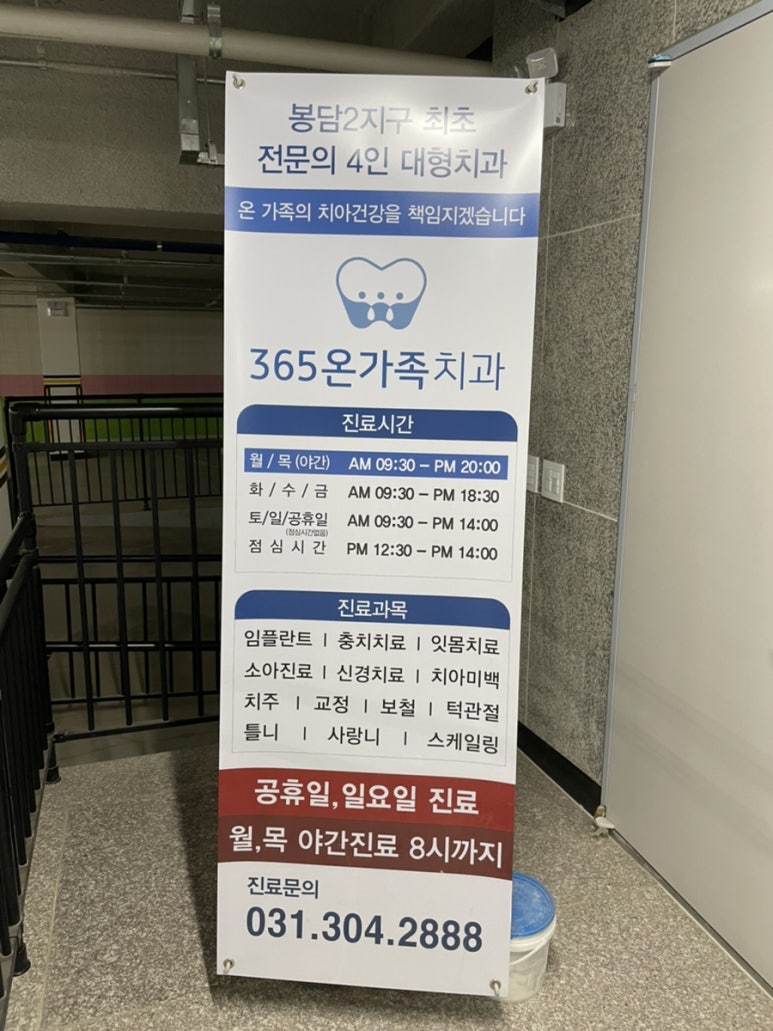 봉담2지구 최초
전문의 4인 대형치과
온 가족의 치아건강을 책임지겠습니다
365온가족치과
진료시간
월 / 목 (야간) AM 09:30 – PM 20:00
화 / 수 / 금 AM 09:30 – PM 18:30
토/일/공휴일 AM 09:30 – PM 14:00
(점심시간없음)
점 심 시 간 PM 12:30 – PM 14:00
진료과목
임플란트 | 충치치료 | 잇몸치료
소아진료 | 신경치료 | 치아미백
치주 | 교정 | 보철 | 턱관절
틀니 | 사랑니 | 스케일링
공휴일,일요일 진료
월,목 야간진료 8시까지
진료문의
031.304.2888